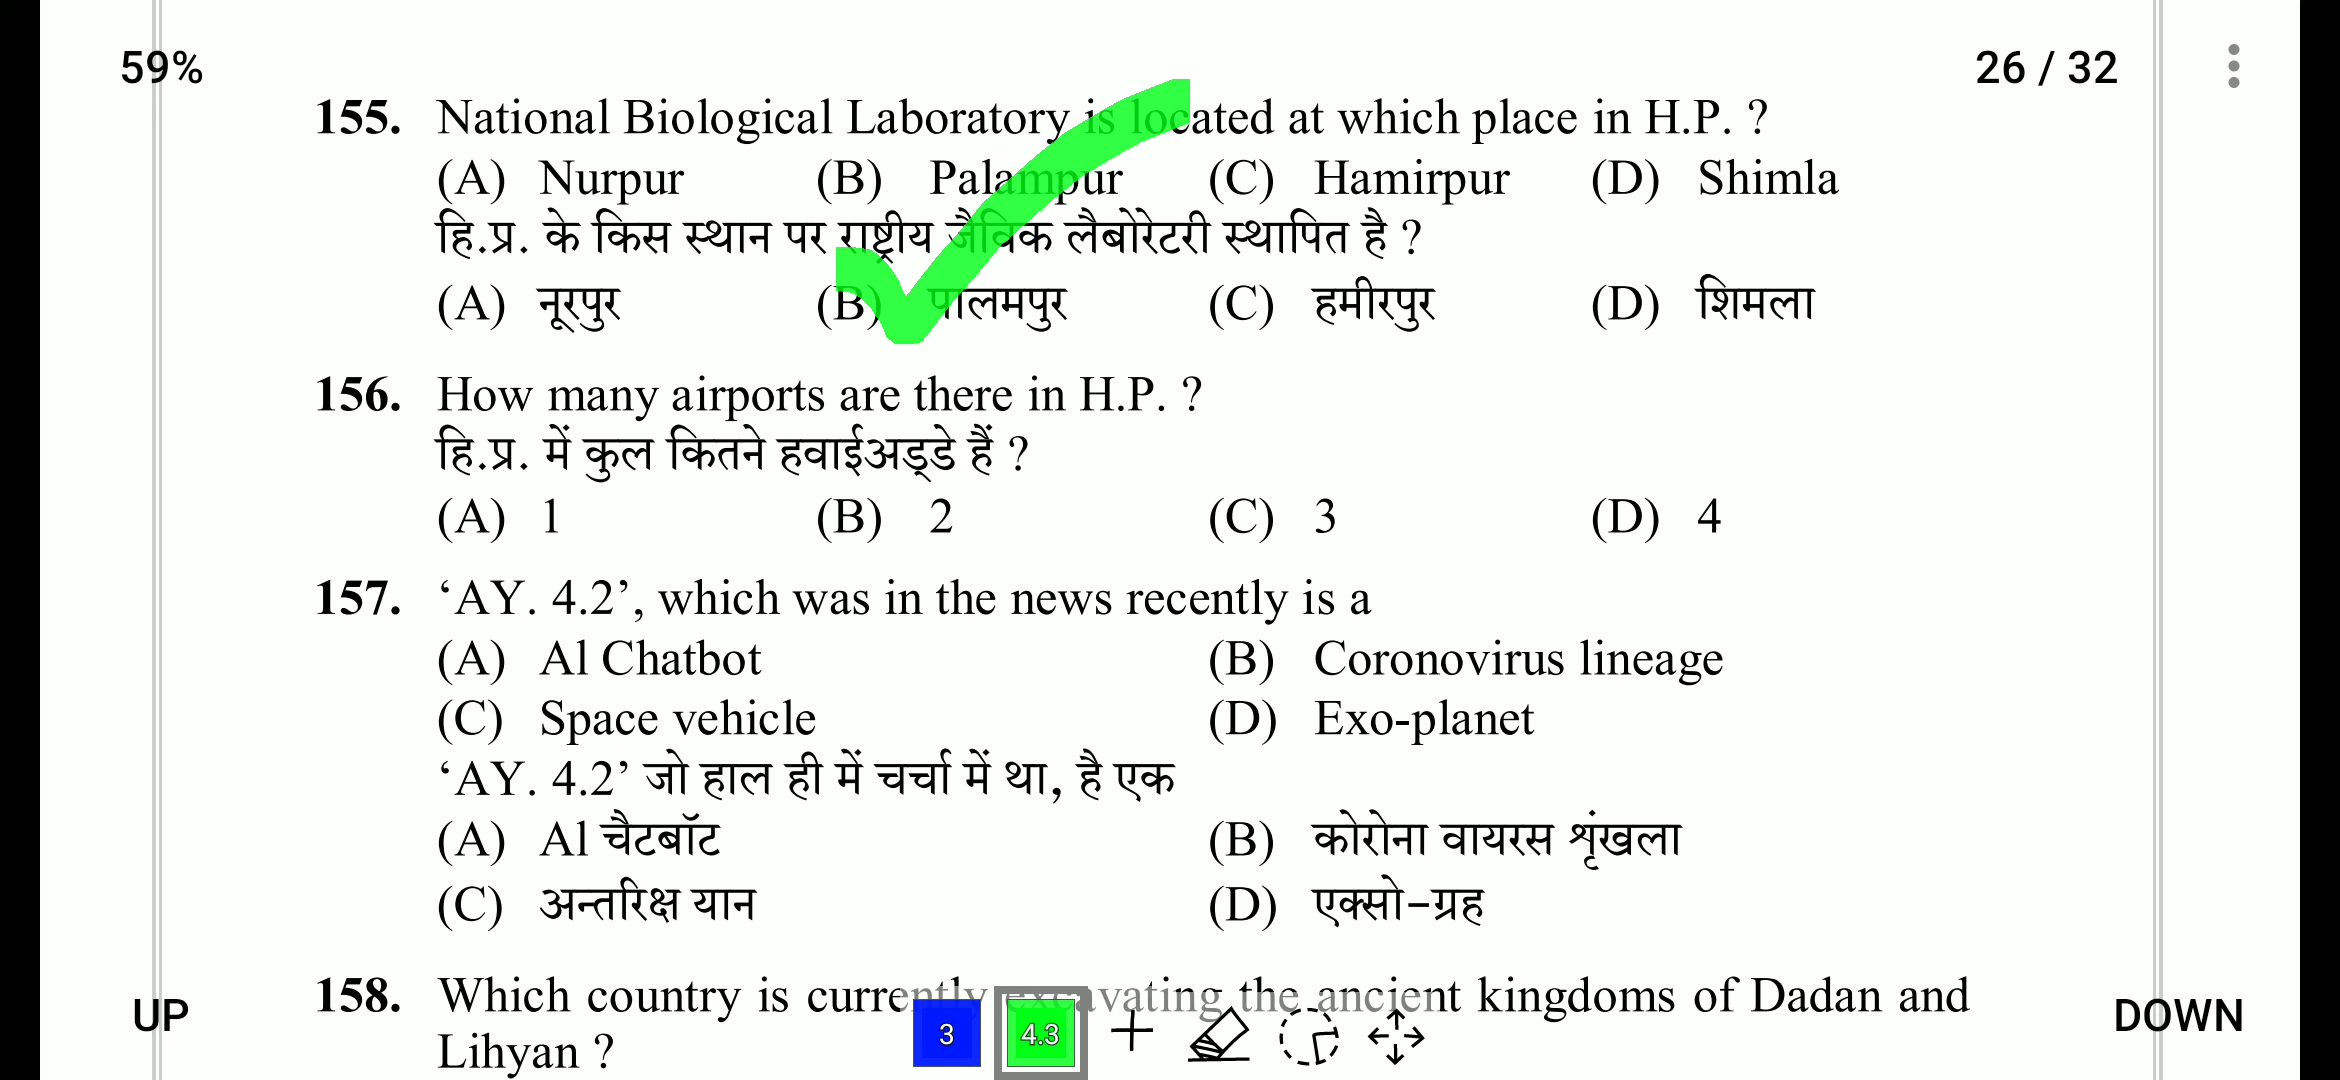 59%
26 / 32
155. National Biological Laboratory is located at which place in H.P. ?
(A) Nurpur (B) Palampur (C) Hamirpur (D) Shimla
हि.प्र. के किस स्थान पर राष्ट्रीय जैविक लैबोरेटरी स्थापित है ?
(A) नूरपुर (B) पालमपुर (C) हमीरपुर (D) शिमला
156. How many airports are there in H.P. ?
हि.प्र. में कुल कितने हवाईअड्डे हैं ?
(A) 1 (B) 2 (C) 3 (D) 4
157. ‘AY. 4.2’, which was in the news recently is a
(A) Al Chatbot (B) Coronovirus lineage
(C) Space vehicle (D) Exo-planet
‘AY. 4.2’ जो हाल ही में चर्चा में था, है एक
(A) Al चैटबॉट (B) कोरोना वायरस श्रृंखला
(C) अन्तरिक्ष यान (D) एक्सो-ग्रह
158. Which country is currently excavating the ancient kingdoms of Dadan and
Lihyan ?
UP
3
4.3
DOWN